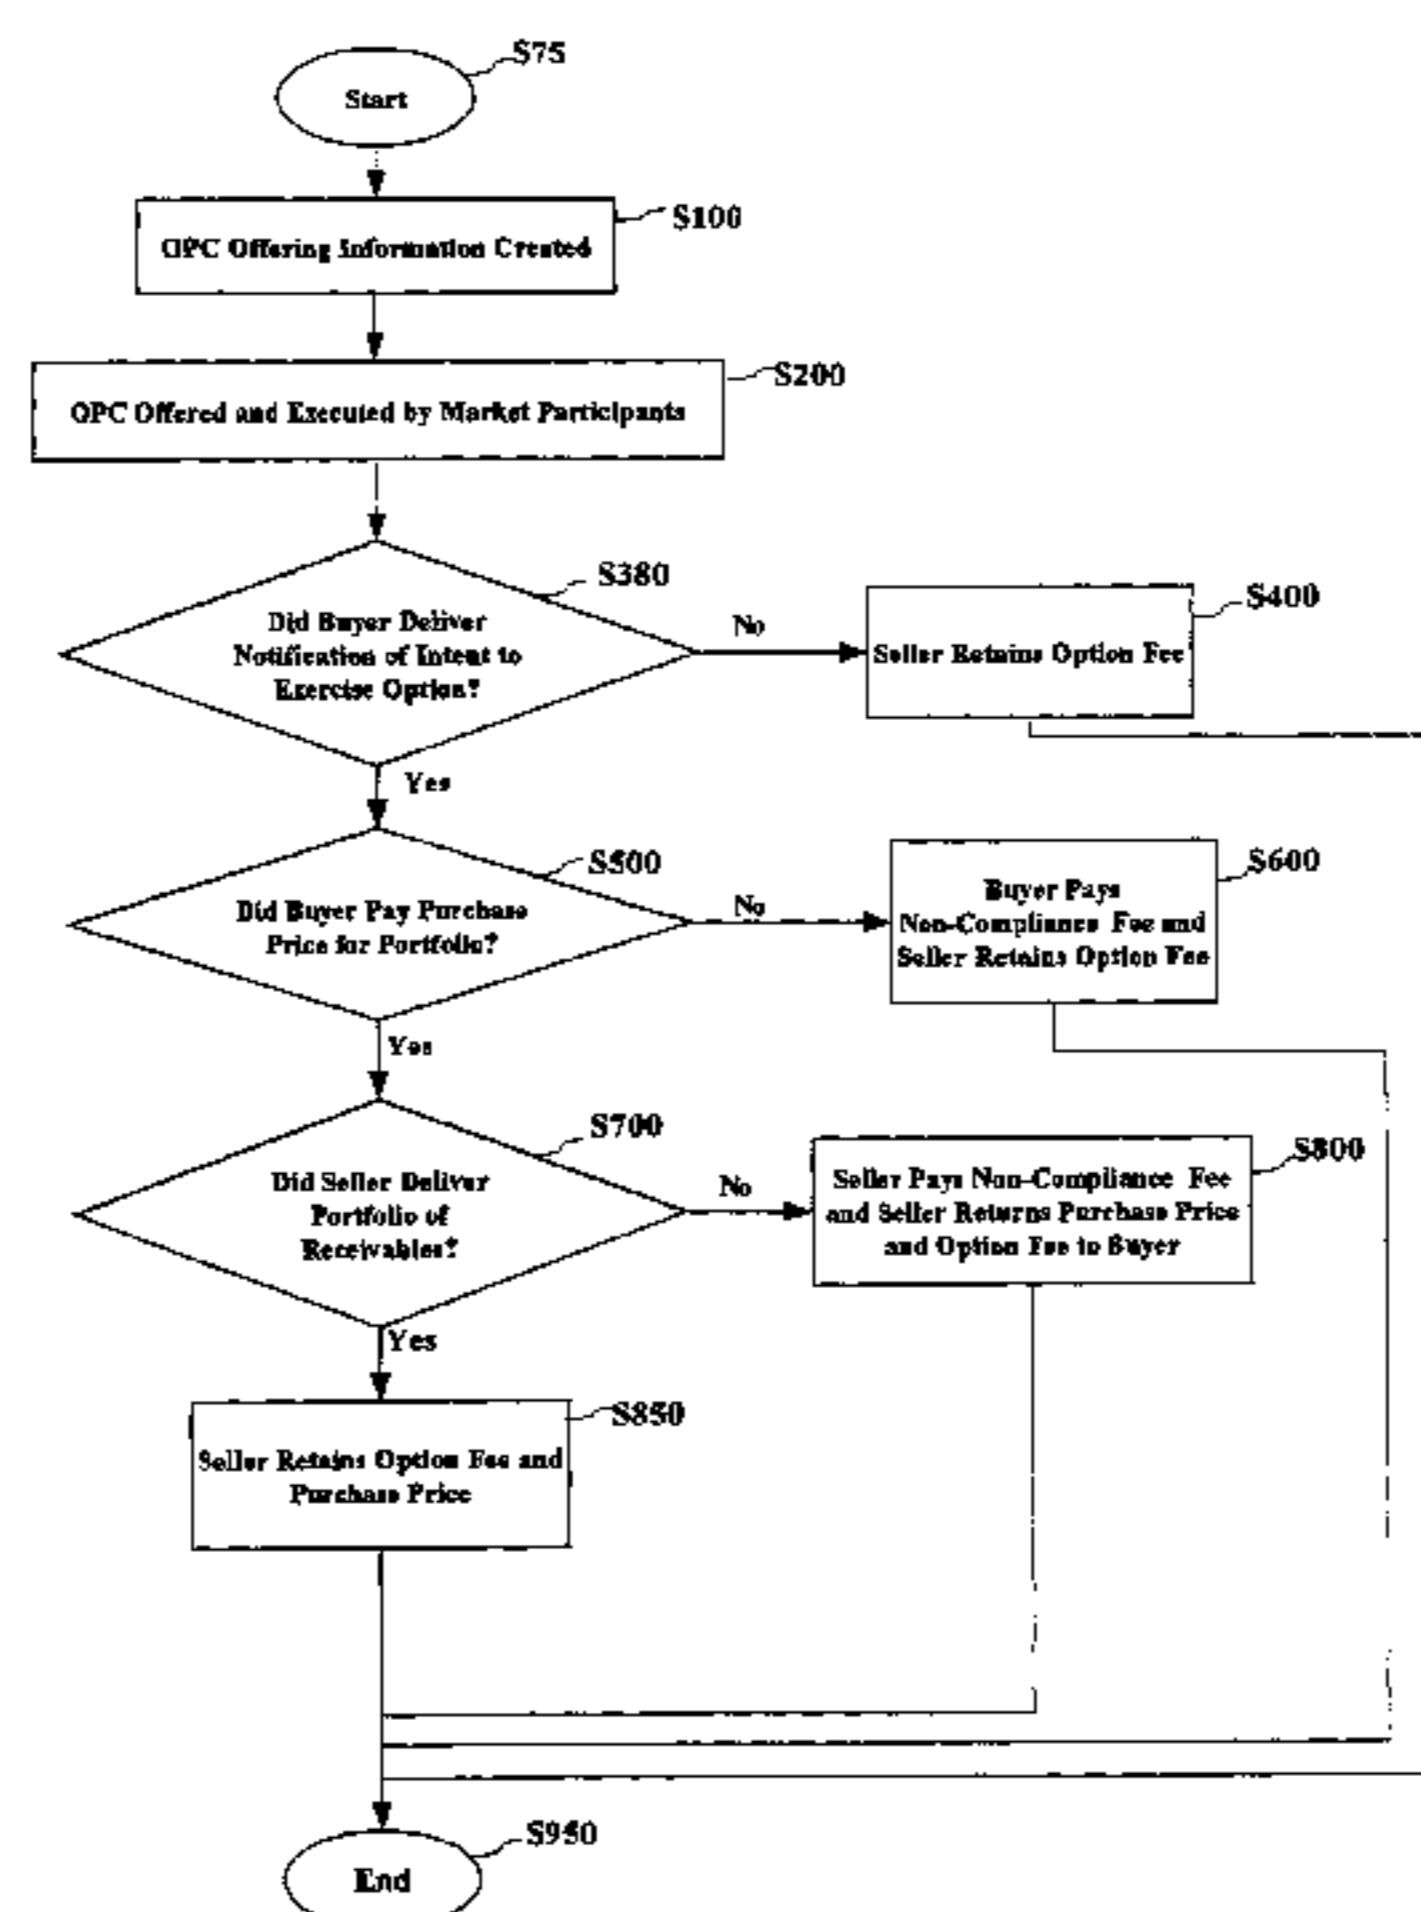 S75
Start
S100
OPC Offering Information Created
S200
OPC Offered and Executed by Market Participants
S380
Did Buyer Deliver
Notification of Intent to
Exercise Option?
No
S400
Seller Retains Option Fee
Yes
S500
Did Buyer Pay Purchase
Price for Portfolio?
No
S600
Buyer Pays
Non-Compliance Fee and
Seller Retains Option Fee
Yes
S700
Did Seller Deliver
Portfolio of
Receivables?
No
S800
Seller Pays Non-Compliance Fee
and Seller Returns Purchase Price
and Option Fee to Buyer
Yes
S850
Seller Retains Option Fee and
Purchase Price
S950
End